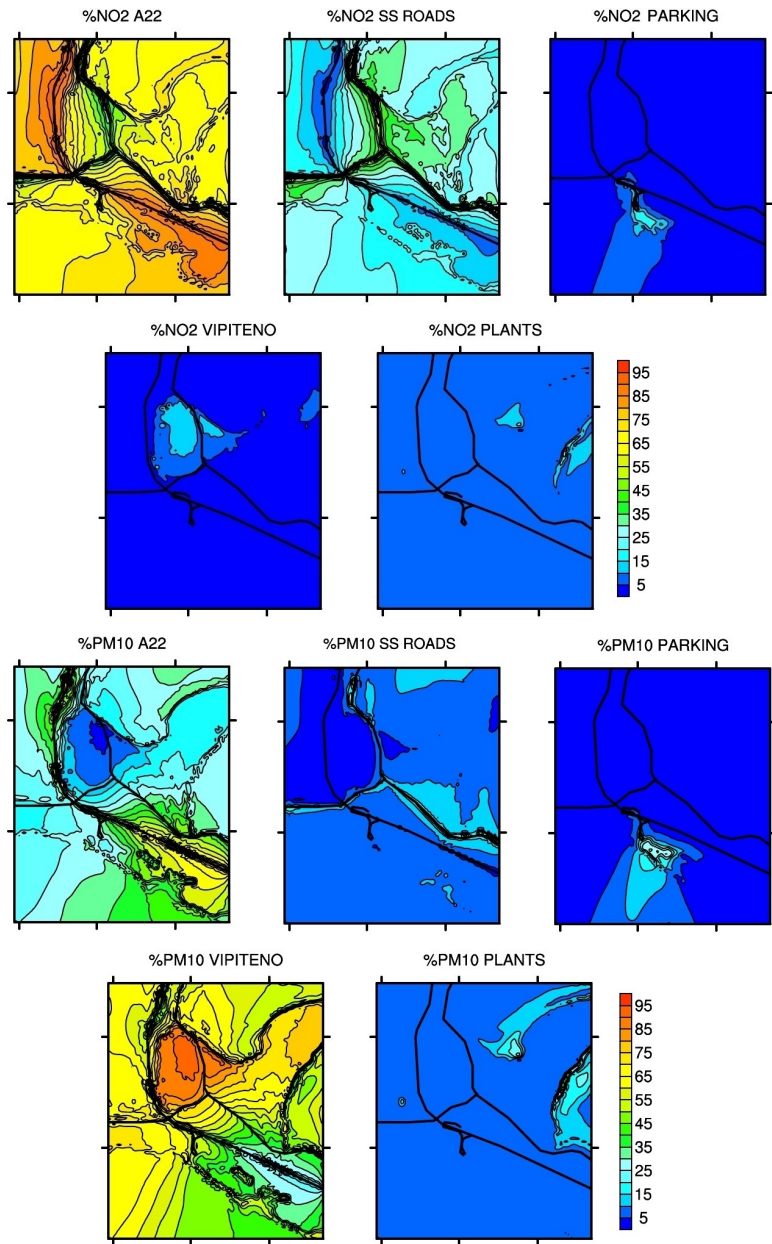 %NO2 A22
%NO2 SS ROADS
%NO2 PARKING
%NO2 VIPITENO
%NO2 PLANTS
95
85
75
65
55
45
35
25
15
5
%PM10 A22
%PM10 SS ROADS
%PM10 PARKING
%PM10 VIPITENO
%PM10 PLANTS
95
85
75
65
55
45
35
25
15
5